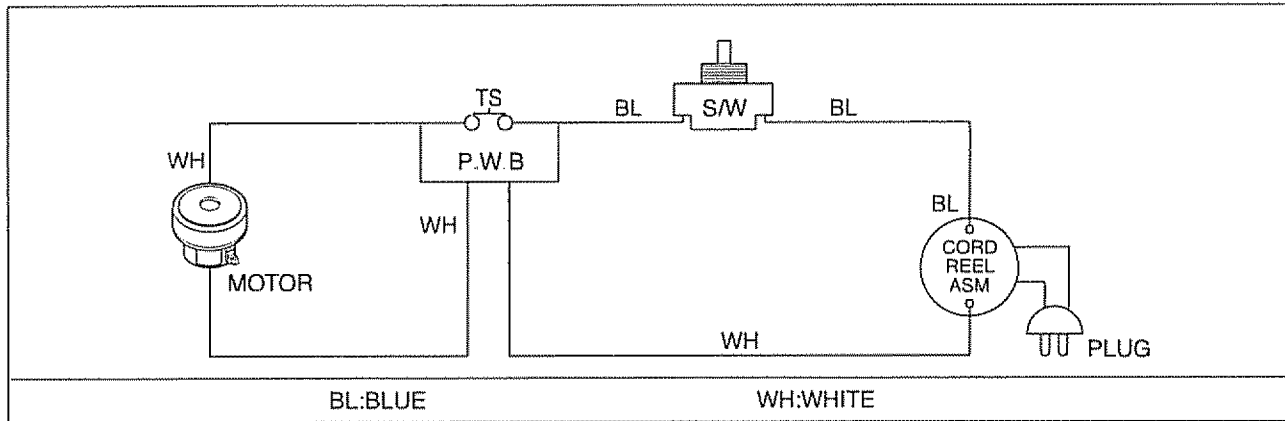 TS
BL
S/W
BL
WH
P.W.B
WH
BL
CORD
REEL
ASM
MOTOR
WH
PLUG
BL:BLUE
WH:WHITE